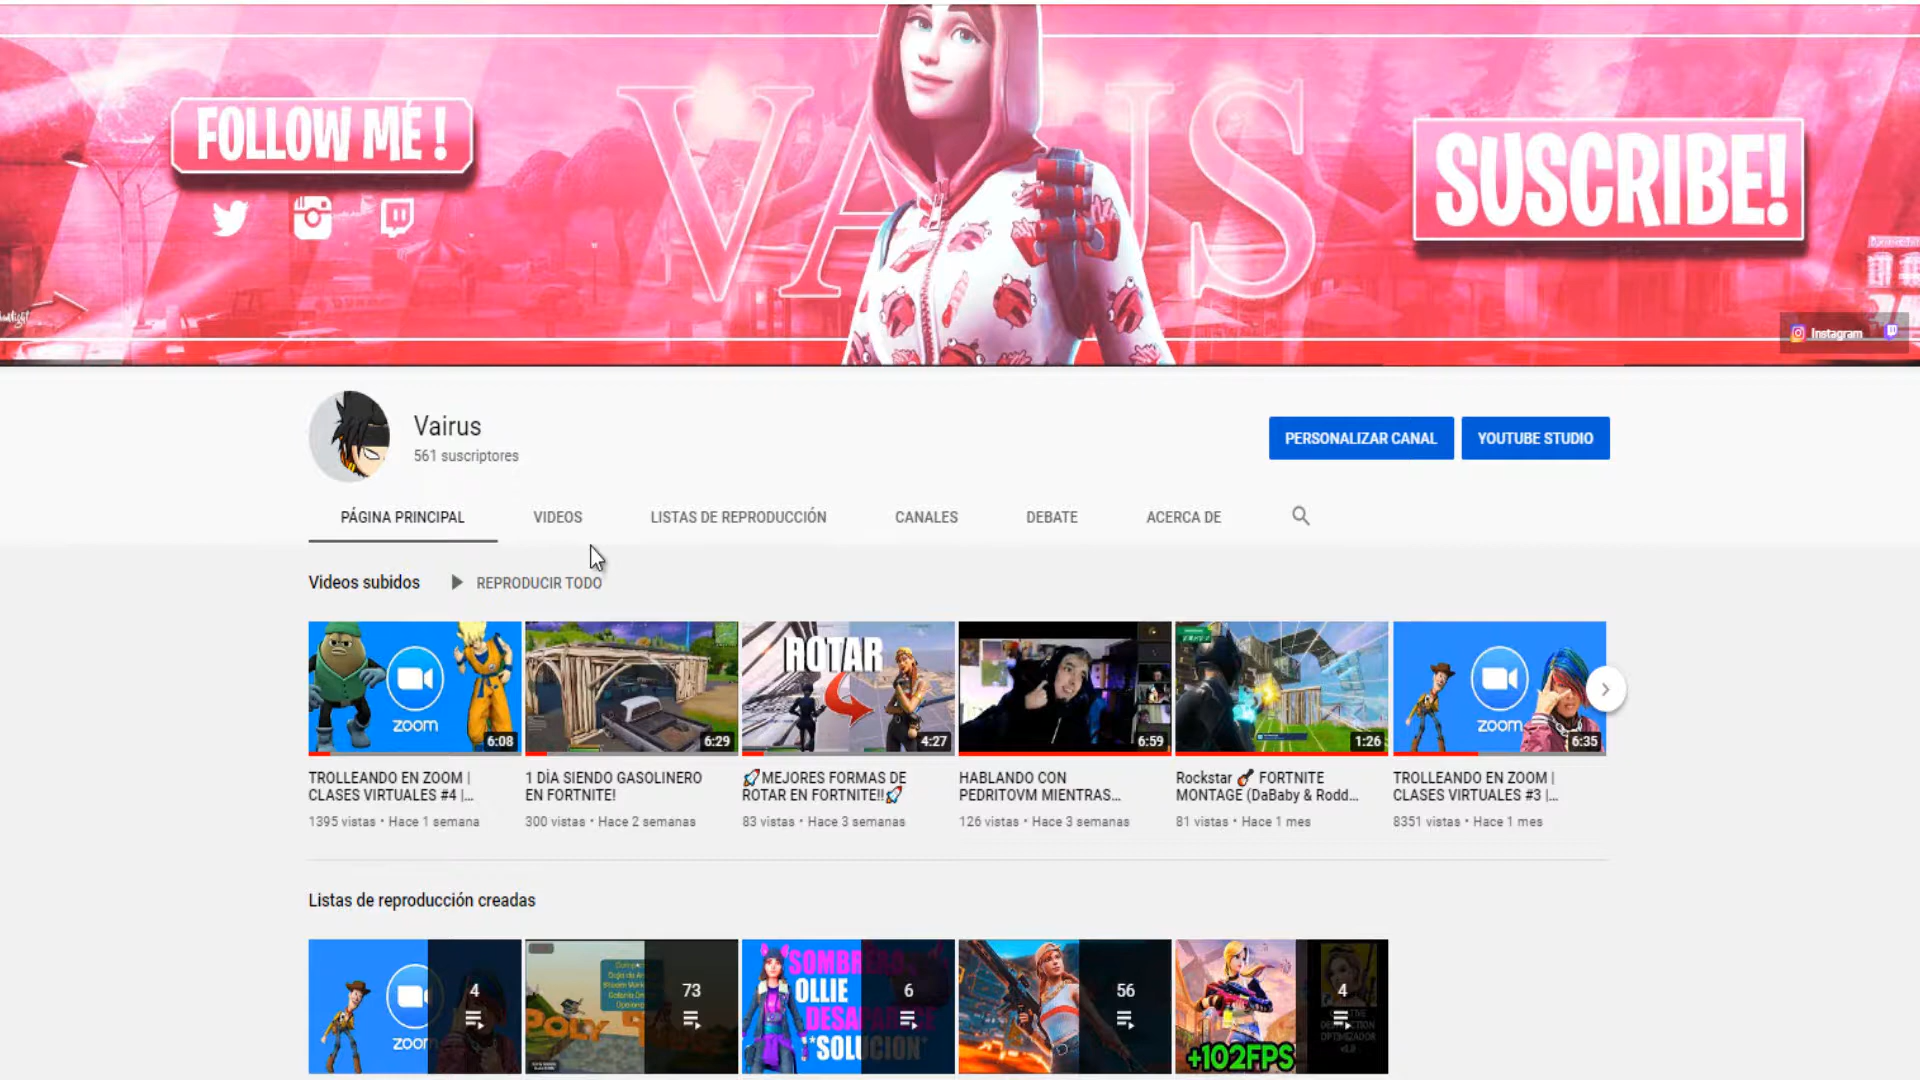 FOLLOW ME !
VA US
SUSCRIBE!
Instagram
Vairus
561 suscriptores
PERSONALIZAR CANAL
YOUTUBE STUDIO
PÁGINA PRINCIPAL
VIDEOS
LISTAS DE REPRODUCCIÓN
CANALES
DEBATE
ACERCA DE
Videos subidos
REPRODUCIR TODO
zoom
6:08
6:29
ROTAR
4:27
6:59
1:26
zoom
6:35
TROLLEANDO EN ZOOM |
CLASES VIRTUALES #4 |...
1395 vistas • Hace 1 semana
1 DÍA SIENDO GASOLINERO
EN FORTNITE!
300 vistas • Hace 2 semanas
🚀MEJORES FORMAS DE
ROTAR EN FORTNITE!!🚀
83 vistas • Hace 3 semanas
HABLANDO CON
PEDRITOVM MIENTRAS...
126 vistas • Hace 3 semanas
Rockstar 🎸 FORTNITE
MONTAGE (DaBaby & Rodd...
81 vistas • Hace 1 mes
TROLLEANDO EN ZOOM |
CLASES VIRTUALES #3 |...
8351 vistas • Hace 1 mes
Listas de reproducción creadas
zoom
4
POLY
73
SOMBRERO
OLLIE
DESAPARECE
**SOLUCION*
6
56
+102FPS
4